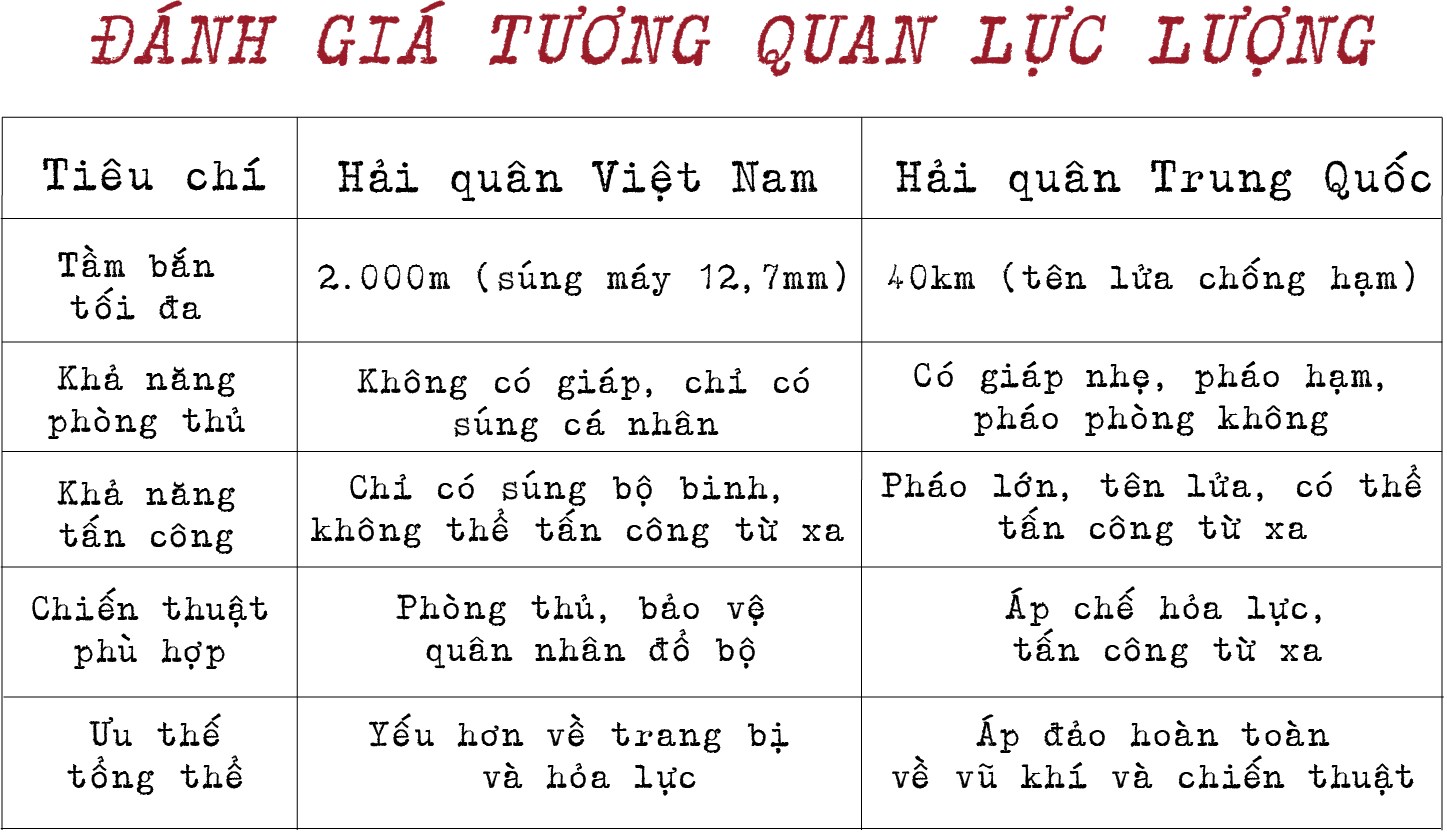 ĐÁNH GIÁ TƯƠNG QUAN LỰC LƯỢNG
Tiêu chí
Hải quân Việt Nam
Hải quân Trung Quốc
Tầm bắn
tối đa
2.000m (súng máy 12,7mm)
40km (tên lửa chống hạm)
Khả năng
phòng thủ
Không có giáp, chỉ có
súng cá nhân
Có giáp nhẹ, pháo hạm,
pháo phòng không
Khả năng
tấn công
Chỉ có súng bộ binh,
không thể tấn công từ xa
Pháo lớn, tên lửa, có thể
tấn công từ xa
Chiến thuật
phù hợp
Phòng thủ, bảo vệ
quân nhân đổ bộ
Áp chế hỏa lực,
tấn công từ xa
Ưu thế
tổng thể
Yếu hơn về trang bị
và hỏa lực
Áp đảo hoàn toàn
về vũ khí và chiến thuật